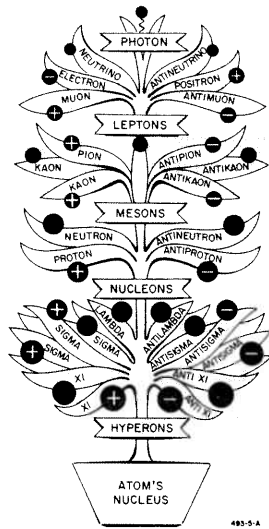 PHOTON
NEUTRINO ANTINEUTRINO
ELECTRON POSITRON
MUON ANTIMUON
LEPTONS
PION ANTIPION
KAON ANTIKAON
KAON ANTIKAON
MESONS
NEUTRON ANTINEUTRON
PROTON ANTIPROTON
NUCLEONS
LAMBDA ANTILAMBDA
SIGMA ANTISIGMA
SIGMA ANTISIGMA
SIGMA ANTISIGMA
XI ANTI XI
XI ANTI XI
HYPERONS
ATOM'S
NUCLEUS
493-5-A